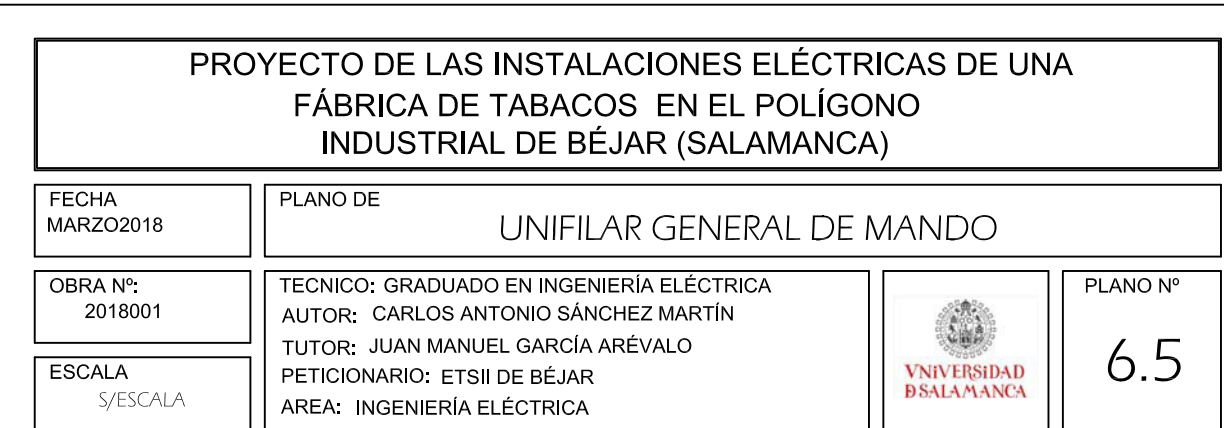 PROYECTO DE LAS INSTALACIONES ELÉCTRICAS DE UNA
FÁBRICA DE TABACOS EN EL POLÍGONO
INDUSTRIAL DE BÉJAR (SALAMANCA)
FECHA
MARZO2018
PLANO DE
UNIFILAR GENERAL DE MANDO
OBRA Nº:
2018001
ESCALA
S/ESCALA
TECNICO: GRADUADO EN INGENIERÍA ELÉCTRICA
AUTOR: CARLOS ANTONIO SÁNCHEZ MARTÍN
TUTOR: JUAN MANUEL GARCÍA ARÉVALO
PETICIONARIO: ETSII DE BÉJAR
AREA: INGENIERÍA ELÉCTRICA
VNiVERSiDAD
D SALAMANCA
PLANO Nº
6.5